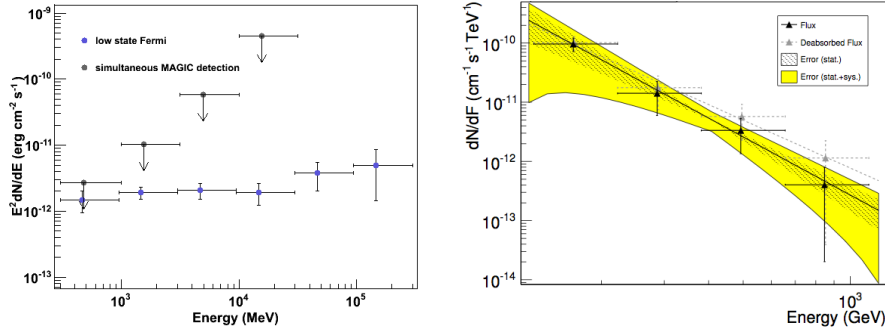 E²dN/dE (erg cm⁻² s⁻¹)
10⁻⁹
10⁻¹⁰
10⁻¹¹
10⁻¹²
10⁻¹³
low state Fermi
simultaneous MAGIC detection
10³
10⁴
10⁵
Energy (MeV)
dN/dF (cm⁻¹ s⁻¹ TeV⁻¹)
10⁻¹⁰
10⁻¹¹
10⁻¹²
10⁻¹³
10⁻¹⁴
Flux
Deabsorbed Flux
Error (stat.)
Error (stat.+sys.)
10³
Energy (GeV)